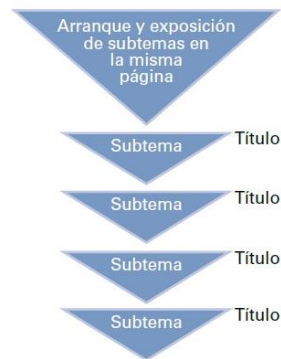 Arranque y exposición
de subtemas en
la misma
página
Subtema
Título
Subtema
Título
Subtema
Título
Subtema
Título